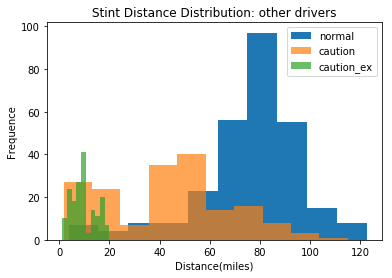 Stint Distance Distribution: other drivers
normal
caution
caution_ex
Frequence
100
80
60
40
20
0
0 20 40 60 80 100 120
Distance(miles)